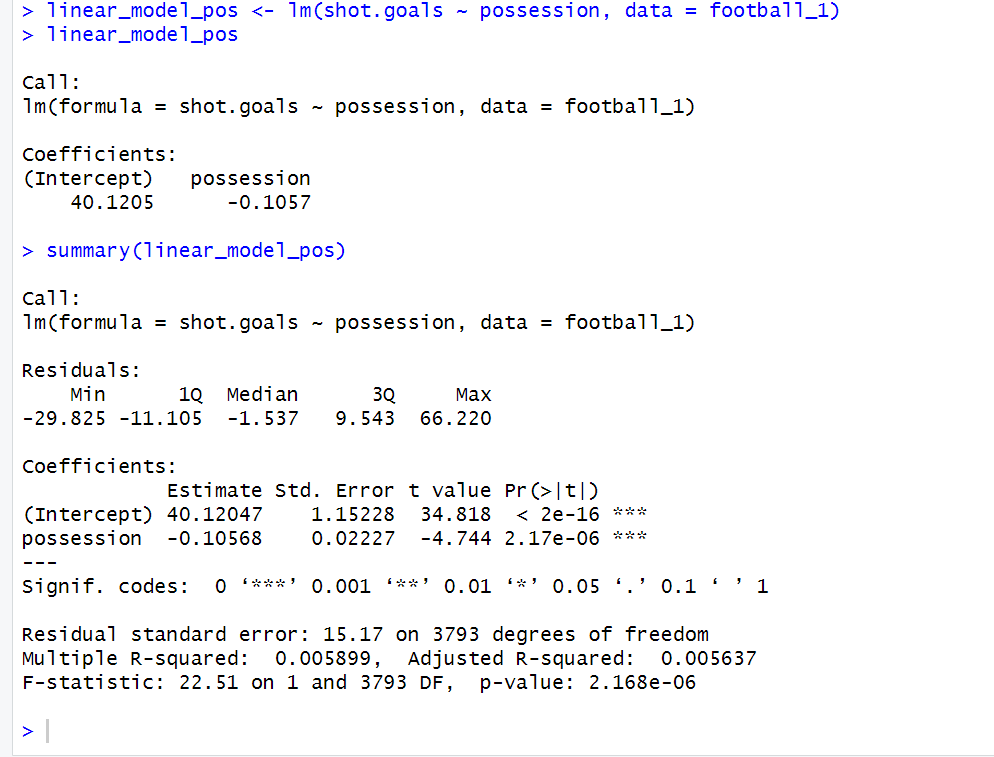 > linear_model_pos <- lm(shot.goals ~ possession, data = football_1)
> linear_model_pos
Call:
lm(formula = shot.goals ~ possession, data = football_1)
Coefficients:
(Intercept)   possession
    40.1205      -0.1057
> summary(linear_model_pos)
Call:
lm(formula = shot.goals ~ possession, data = football_1)
Residuals:
    Min      1Q  Median      3Q     Max
-29.825 -11.105  -1.537   9.543  66.220
Coefficients:
            Estimate Std. Error t value Pr(>|t|)
(Intercept) 40.12047    1.15228  34.818  < 2e-16 ***
possession  -0.10568    0.02227  -4.744 2.17e-06 ***
---
Signif. codes:  0 ‘***’ 0.001 ‘**’ 0.01 ‘*’ 0.05 ‘.’ 0.1 ‘ ’ 1
Residual standard error: 15.17 on 3793 degrees of freedom
Multiple R-squared:  0.005899,  Adjusted R-squared:  0.005637
F-statistic: 22.51 on 1 and 3793 DF,  p-value: 2.168e-06
>